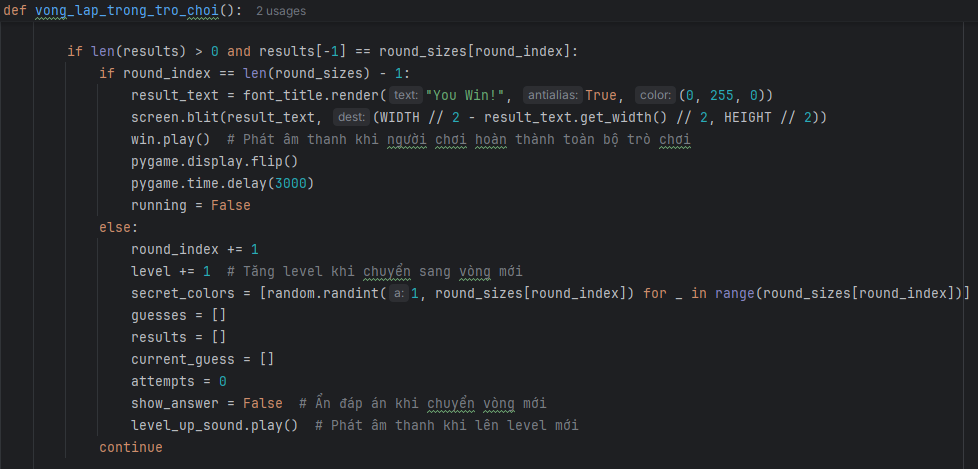 def vong_lap_trong_tro_choi():  2 usages
if len(results) > 0 and results[-1] == round_sizes[round_index]:
if round_index == len(round_sizes) - 1:
result_text = font_title.render( text: "You Win!",  antialias: True,  color: (0, 255, 0))
screen.blit(result_text,  dest: (WIDTH // 2 - result_text.get_width() // 2, HEIGHT // 2))
win.play()  # Phát âm thanh khi người chơi hoàn thành toàn bộ trò chơi
pygame.display.flip()
pygame.time.delay(3000)
running = False
else:
round_index += 1
level += 1  # Tăng level khi chuyển sang vòng mới
secret_colors = [random.randint( a: 1, round_sizes[round_index]) for _ in range(round_sizes[round_index])]
guesses = []
results = []
current_guess = []
attempts = 0
show_answer = False  # Ẩn đáp án khi chuyển vòng mới
level_up_sound.play()  # Phát âm thanh khi lên level mới
continue